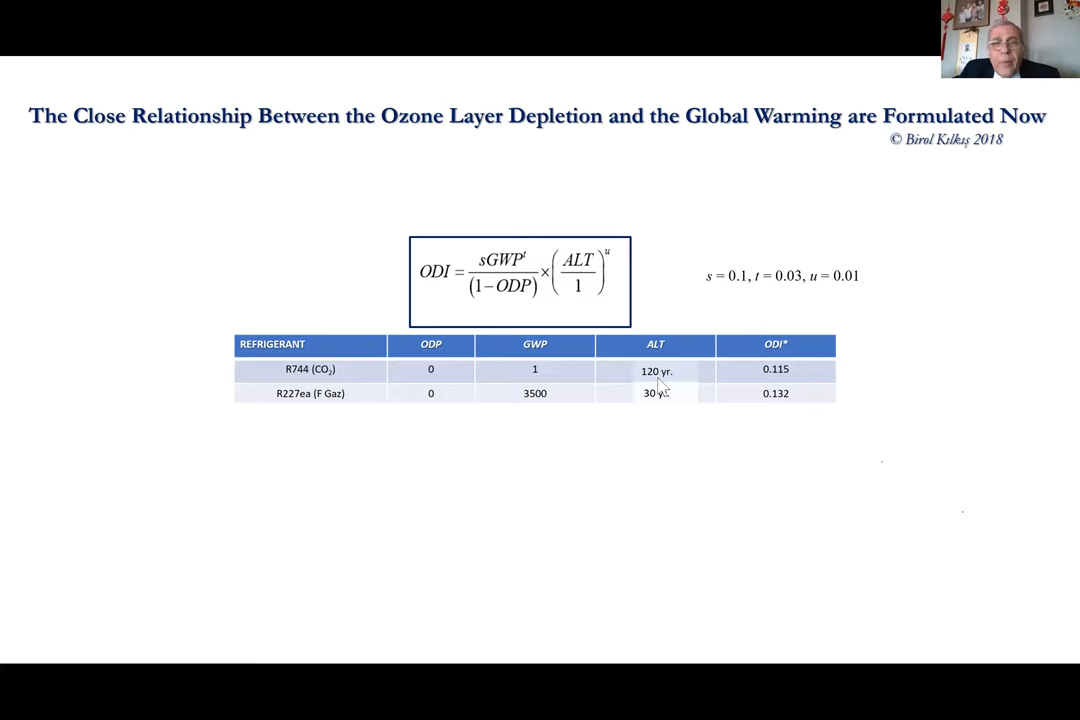 The Close Relationship Between the Ozone Layer Depletion and the Global Warming are Formulated Now
© Birol Kılkış 2018
ODI = sGWP^t / (1 − ODP) × (ALT / 1)^u
s = 0.1, t = 0.03, u = 0.01
REFRIGERANT ODP GWP ALT ODI*
R744 (CO₂) 0 1 120 yr. 0.115
R227ea (F Gaz) 0 3500 30 0.132